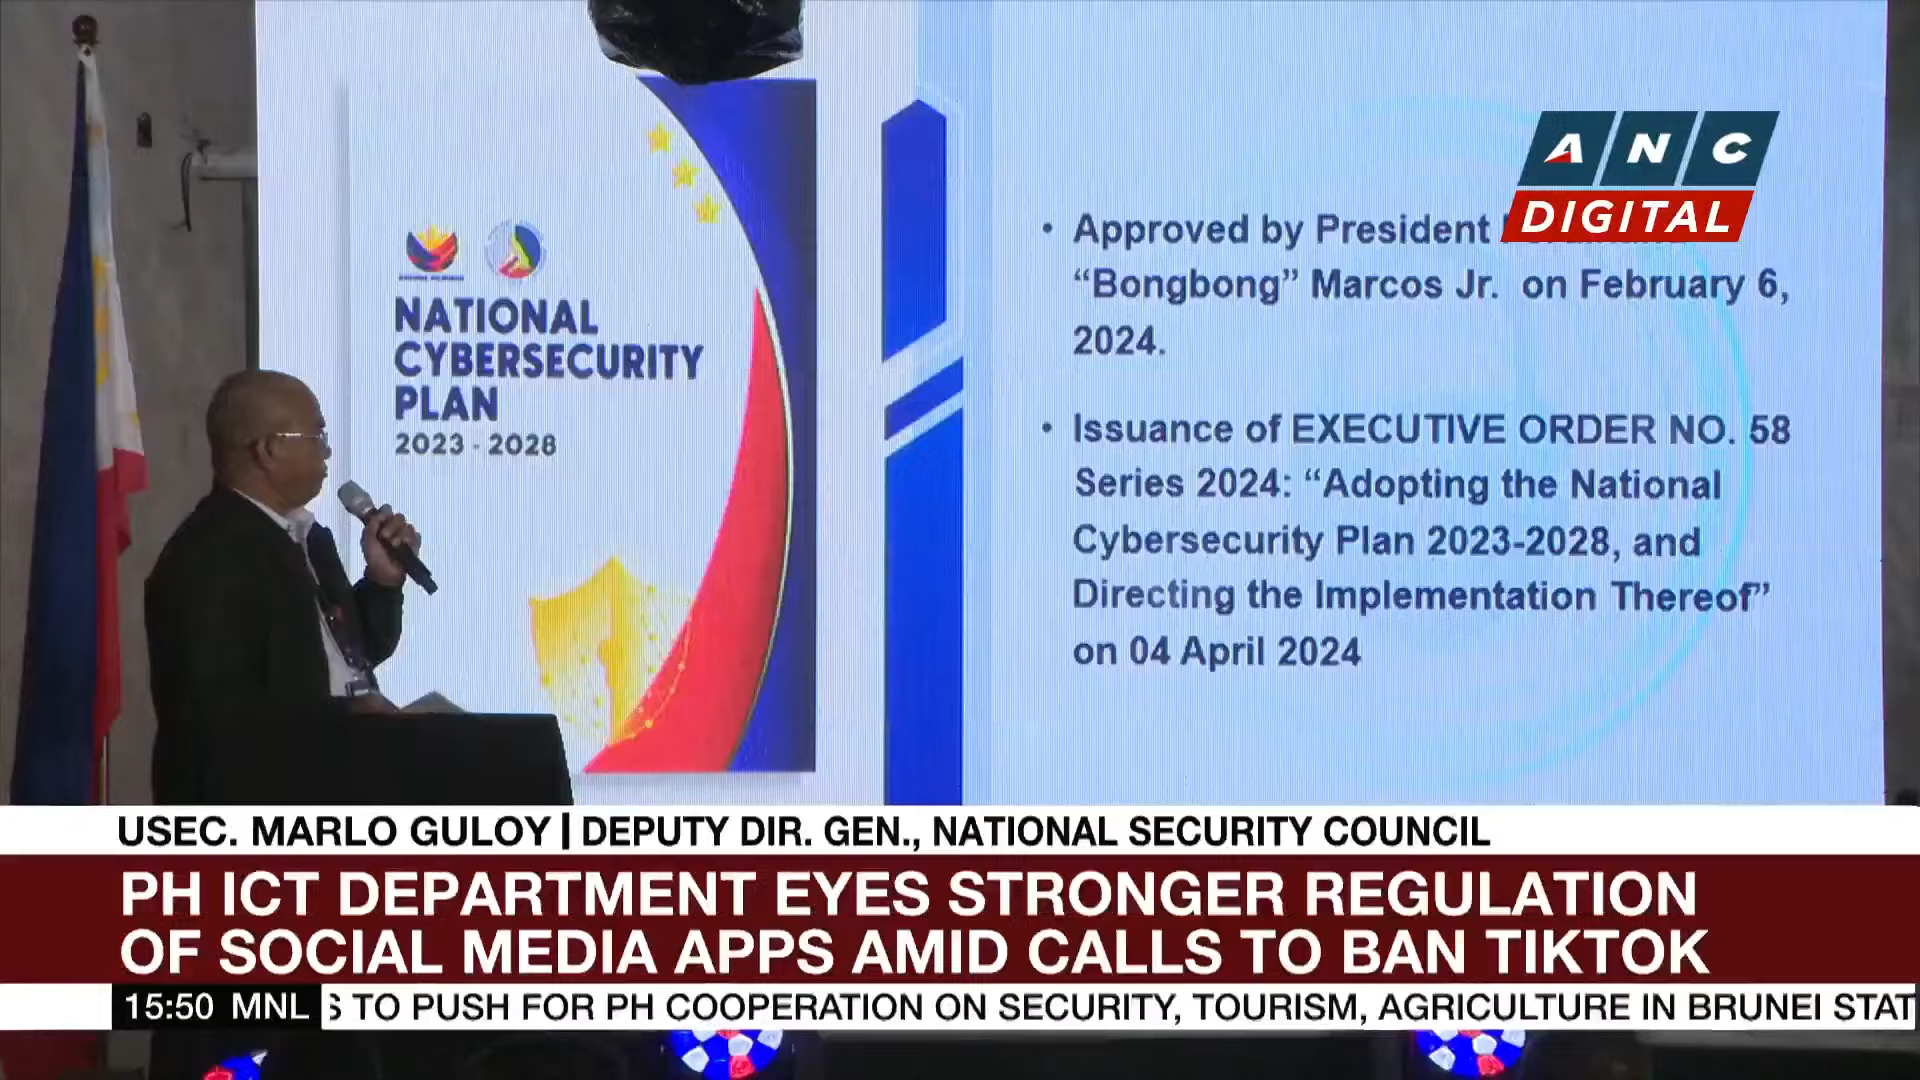 ANC
DIGITAL
• Approved by President
“Bongbong” Marcos Jr. on February 6,
2024.
• Issuance of EXECUTIVE ORDER NO. 58
Series 2024: “Adopting the National
Cybersecurity Plan 2023-2028, and
Directing the Implementation Thereof”
on 04 April 2024
NATIONAL
CYBERSECURITY
PLAN
2023 - 2028
USEC. MARLO GULOY | DEPUTY DIR. GEN., NATIONAL SECURITY COUNCIL
PH ICT DEPARTMENT EYES STRONGER REGULATION
OF SOCIAL MEDIA APPS AMID CALLS TO BAN TIKTOK
15:50 MNL S TO PUSH FOR PH COOPERATION ON SECURITY, TOURISM, AGRICULTURE IN BRUNEI STAT